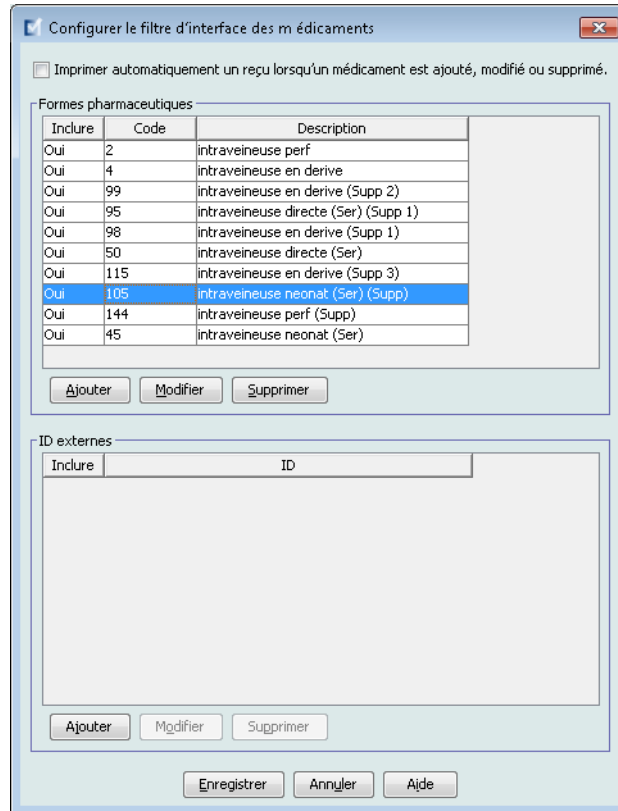 Configurer le filtre d'interface des m édicaments
Imprimer automatiquement un reçu lorsqu'un médicament est ajouté, modifié ou supprimé.
Formes pharmaceutiques
Inclure Code Description
Oui 2 intraveineuse perf
Oui 4 intraveineuse en derive
Oui 99 intraveineuse en derive (Supp 2)
Oui 95 intraveineuse directe (Ser) (Supp 1)
Oui 98 intraveineuse en derive (Supp 1)
Oui 50 intraveineuse directe (Ser)
Oui 115 intraveineuse en derive (Supp 3)
Oui 105 intraveineuse neonat (Ser) (Supp)
Oui 144 intraveineuse perf (Supp)
Oui 45 intraveineuse neonat (Ser)
Ajouter Modifier Supprimer
ID externes
Inclure ID
Ajouter Modifier Supprimer
Enregistrer Annuler Aide